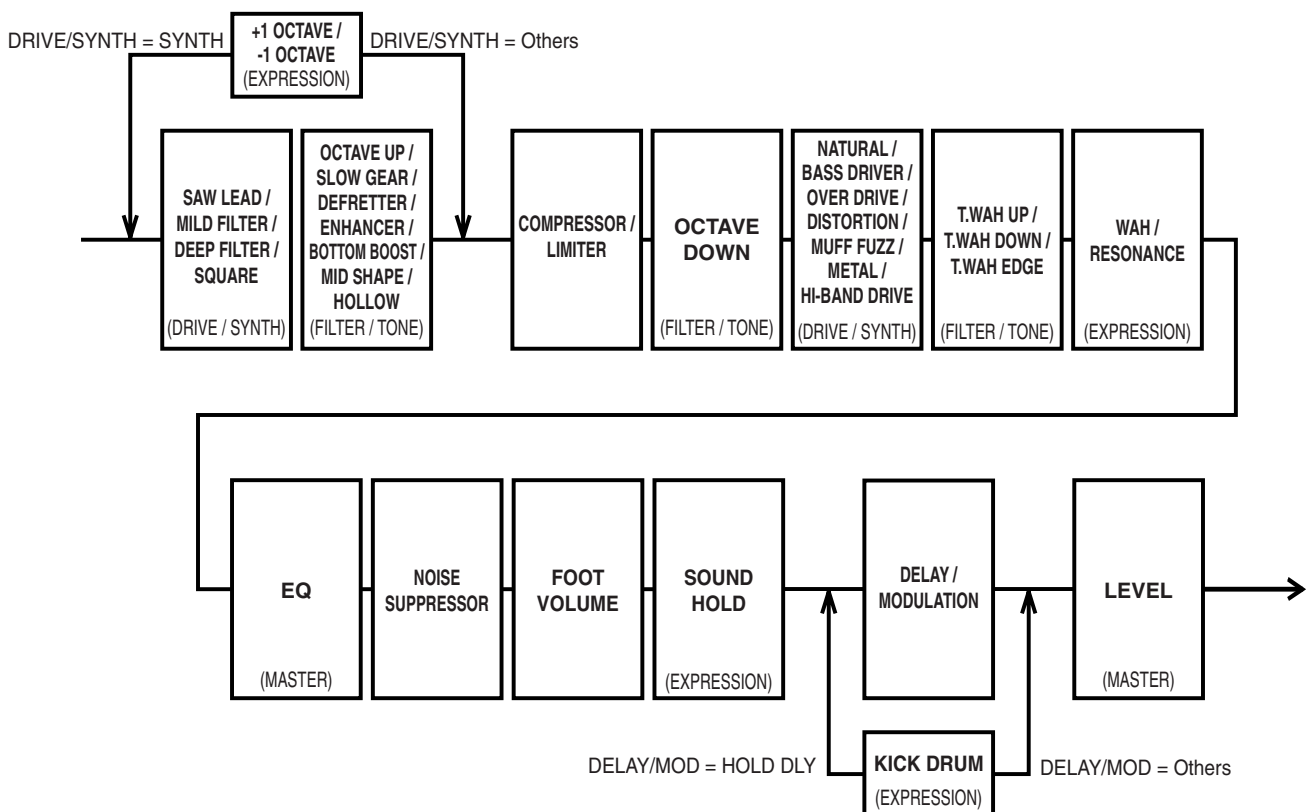 DRIVE/SYNTH = SYNTH
+1 OCTAVE /
-1 OCTAVE
(EXPRESSION)
DRIVE/SYNTH = Others
SAW LEAD /
MILD FILTER /
DEEP FILTER /
SQUARE
(DRIVE / SYNTH)
OCTAVE UP /
SLOW GEAR /
DEFRETTER /
ENHANCER /
BOTTOM BOOST /
MID SHAPE /
HOLLOW
(FILTER / TONE)
COMPRESSOR /
LIMITER
OCTAVE
DOWN
(FILTER / TONE)
NATURAL /
BASS DRIVER /
OVER DRIVE /
DISTORTION /
MUFF FUZZ /
METAL /
HI-BAND DRIVE
(DRIVE / SYNTH)
T.WAH UP /
T.WAH DOWN /
T.WAH EDGE
(FILTER / TONE)
WAH /
RESONANCE
(EXPRESSION)
EQ
(MASTER)
NOISE
SUPPRESSOR
FOOT
VOLUME
SOUND
HOLD
(EXPRESSION)
DELAY /
MODULATION
LEVEL
(MASTER)
DELAY/MOD = HOLD DLY
KICK DRUM
(EXPRESSION)
DELAY/MOD = Others